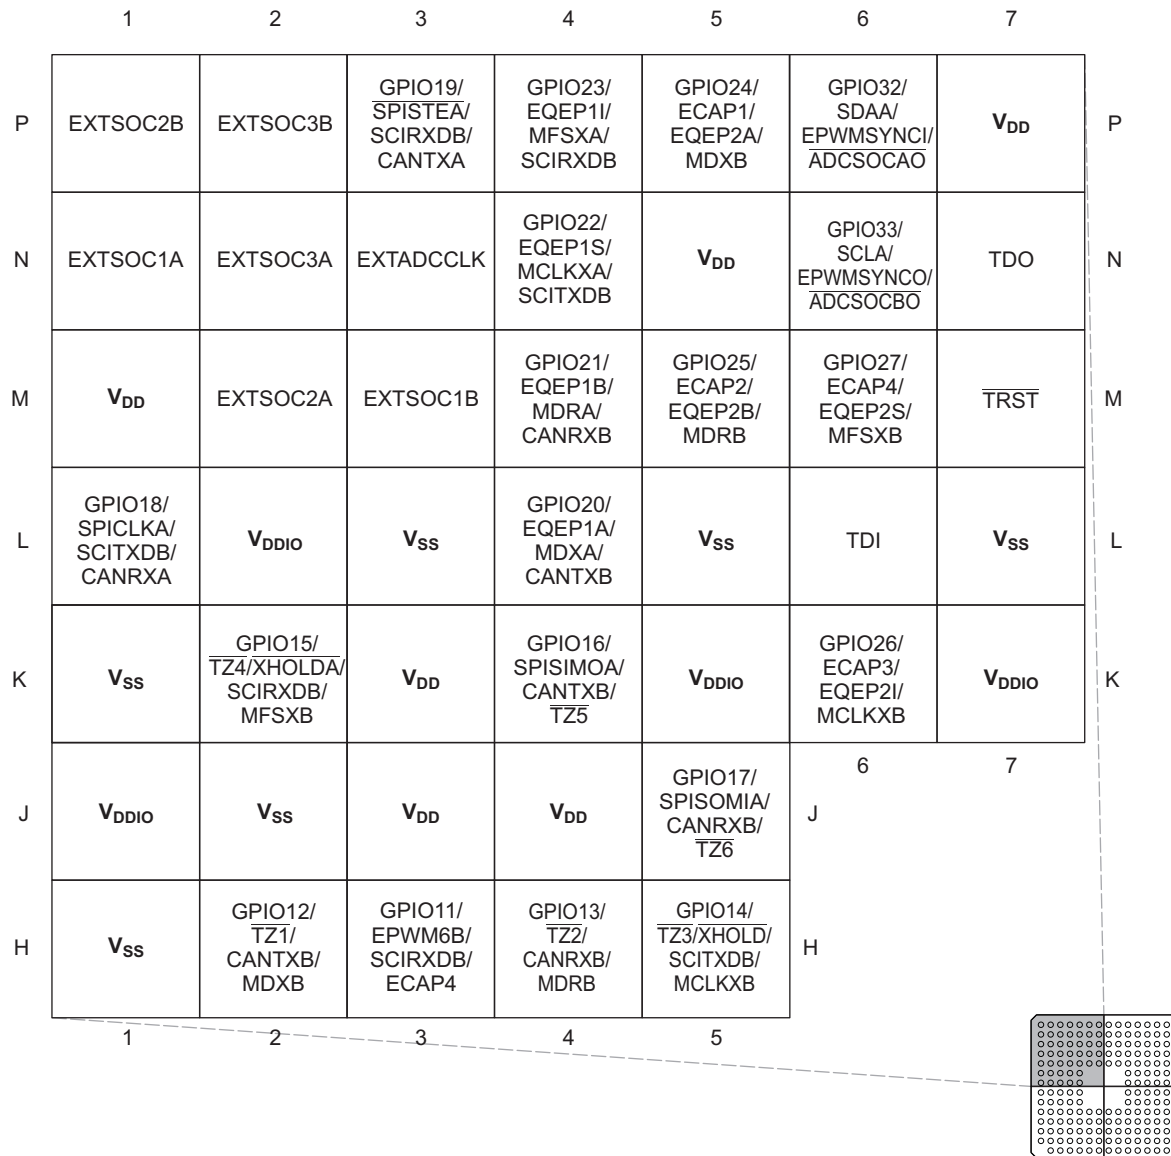 1 2 3 4 5 6 7
P EXTSOC2B EXTSOC3B GPIO19/ SPISTEA/ SCIRXDB/ CANTXA GPIO23/ EQEP1I/ MFSXA/ SCIRXDB GPIO24/ ECAP1/ EQEP2A/ MDXB GPIO32/ SDAA/ EPWMSYNCI/ ADCSOCAO VDD P
N EXTSOC1A EXTSOC3A EXTADCCLK GPIO22/ EQEP1S/ MCLKXA/ SCITXDB VDD GPIO33/ SCLA/ EPWMSYNCO/ ADCSOCBO TDO N
M VDD EXTSOC2A EXTSOC1B GPIO21/ EQEP1B/ MDRA/ CANRXB GPIO25/ ECAP2/ EQEP2B/ MDRB GPIO27/ ECAP4/ EQEP2S/ MFSXB TRST M
L GPIO18/ SPICLKA/ SCITXDB/ CANRXA VDDIO VSS GPIO20/ EQEP1A/ MDXA/ CANTXB VSS TDI VSS L
K VSS GPIO15/ TZ4/XHOLDA/ SCIRXDB/ MFSXB VDD GPIO16/ SPISIMOA/ CANTXB/ TZ5 VDDIO GPIO26/ ECAP3/ EQEP2I/ MCLKXB VDDIO K
6 7
J VDDIO VSS VDD VDD GPIO17/ SPISOMIA/ CANRXB/ TZ6 J
H VSS GPIO12/ TZ1/ CANTXB/ MDXB GPIO11/ EPWM6B/ SCIRXDB/ ECAP4 GPIO13/ TZ2/ CANRXB/ MDRB GPIO14/ TZ3/XHOLD/ SCITXDB/ MCLKXB H
1 2 3 4 5